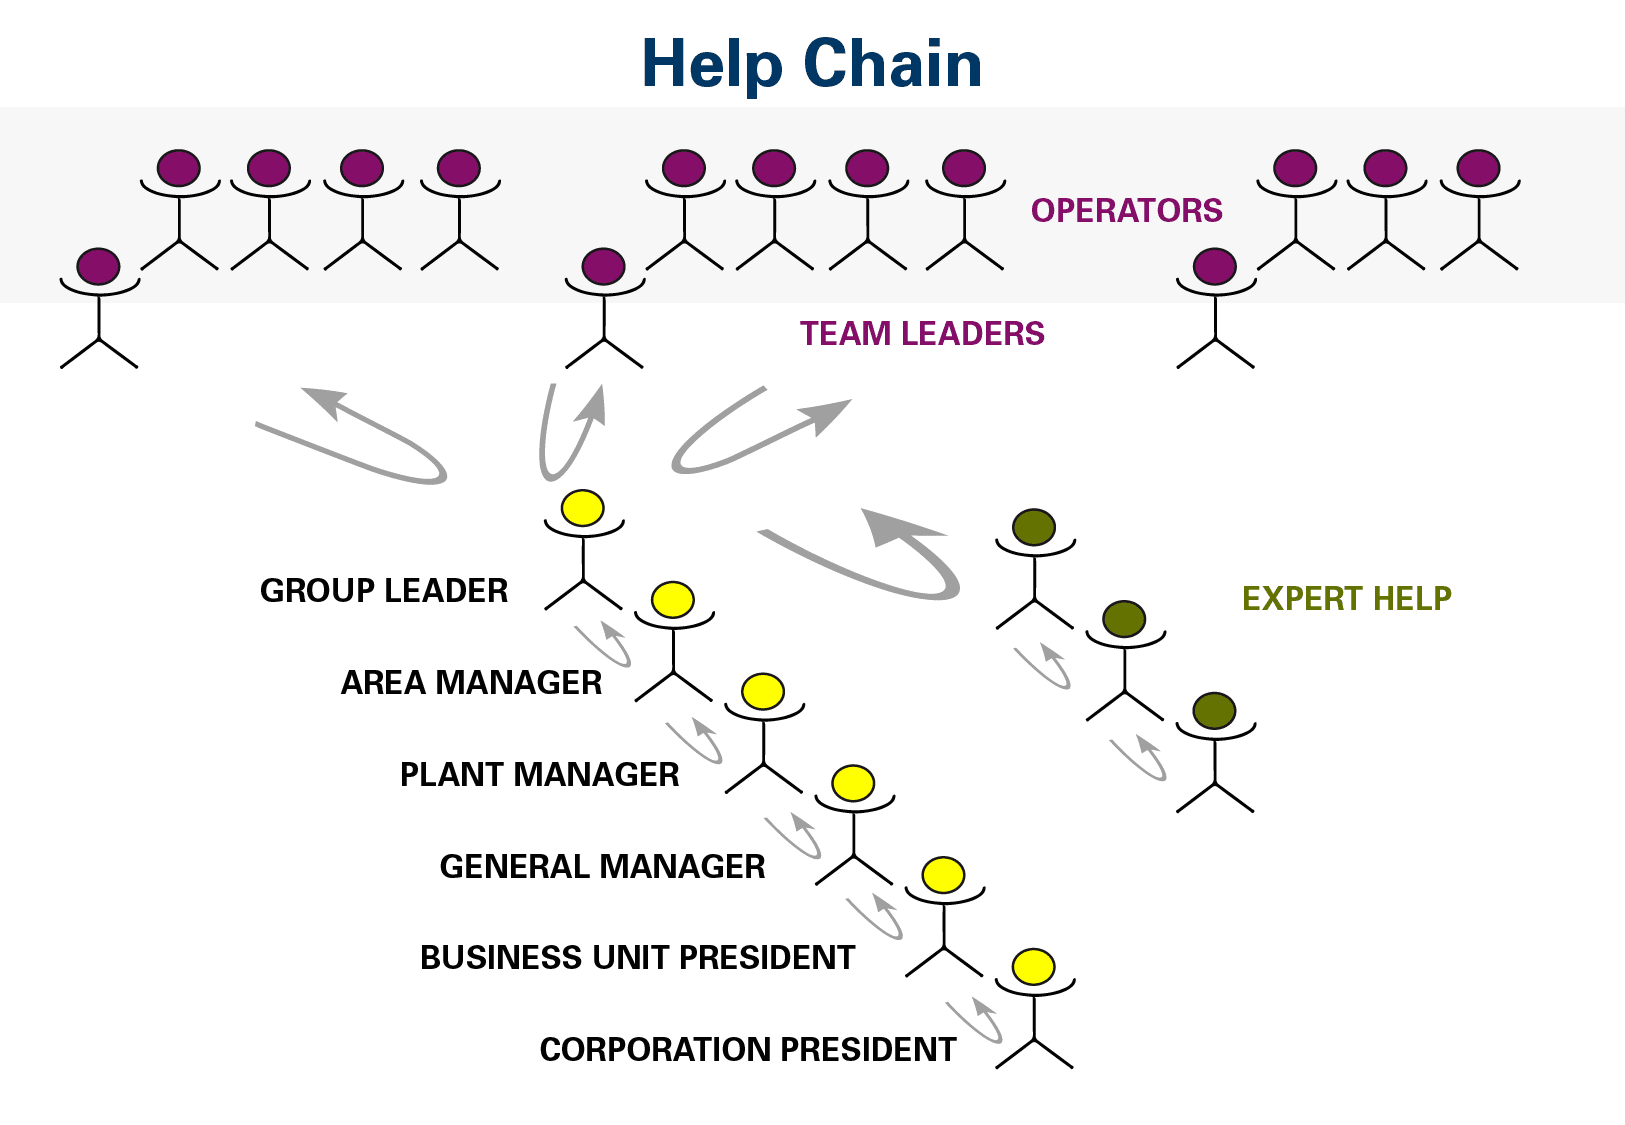 Help Chain
OPERATORS
TEAM LEADERS
GROUP LEADER
EXPERT HELP
AREA MANAGER
PLANT MANAGER
GENERAL MANAGER
BUSINESS UNIT PRESIDENT
CORPORATION PRESIDENT